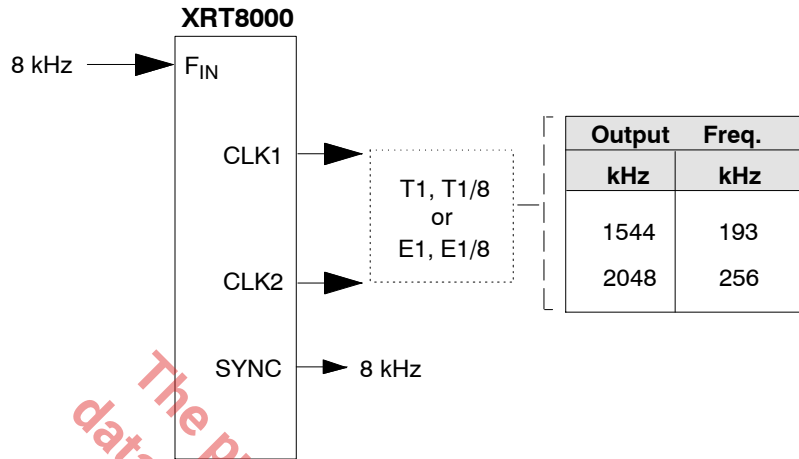 XRT8000
8 kHz
FIN
CLK1
T1, T1/8
or
E1, E1/8
CLK2
SYNC
8 kHz
Output Freq.
kHz kHz
1544 193
2048 256
The
data